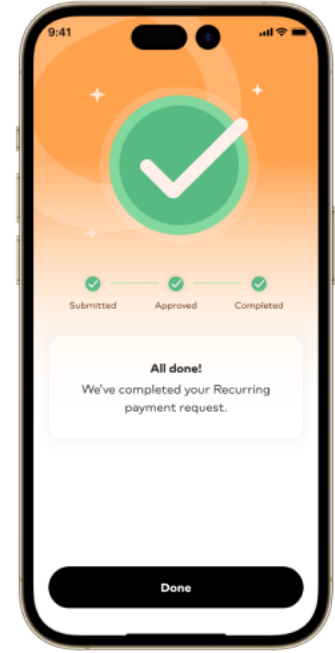 9:41
Submitted Approved Completed
All done!
We've completed your Recurring
payment request.
Done